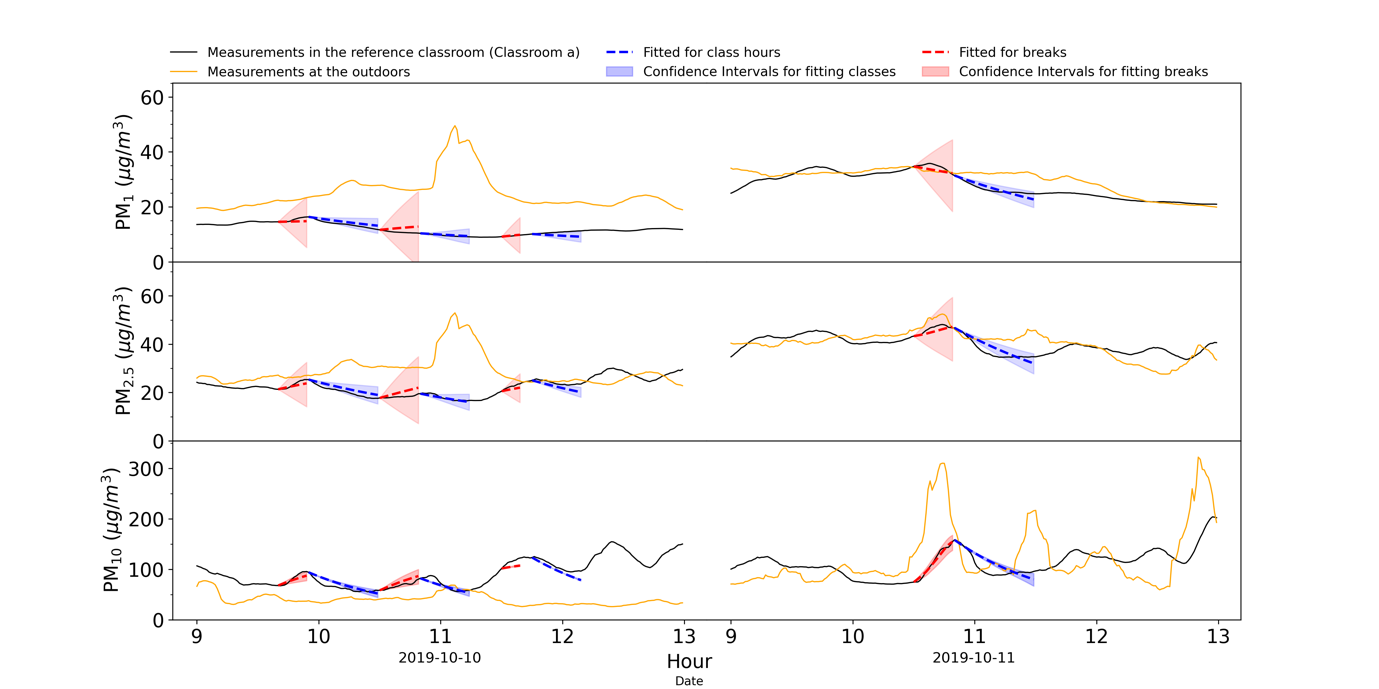 Measurements in the reference classroom (Classroom a)
Measurements at the outdoors
Fitted for class hours
Confidence Intervals for fitting classes
Fitted for breaks
Confidence Intervals for fitting breaks
PM₁ (μg/m³)
60
40
20
0
PM₂.₅ (μg/m³)
60
40
20
0
PM₁₀ (μg/m³)
300
200
100
0
9 10 11 12 13 9 10 11 12 13
2019-10-10 Hour 2019-10-11
Date